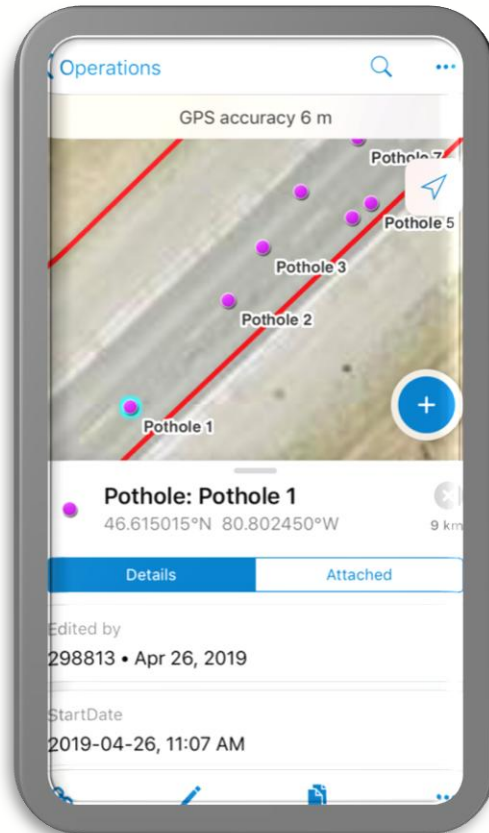 Operations
GPS accuracy 6 m
Pothole 7
Pothole 5
Pothole 3
Pothole 2
Pothole 1
+
Pothole: Pothole 1
46.615015°N 80.802450°W
9 km
Details
Attached
Edited by
298813 • Apr 26, 2019
StartDate
2019-04-26, 11:07 AM